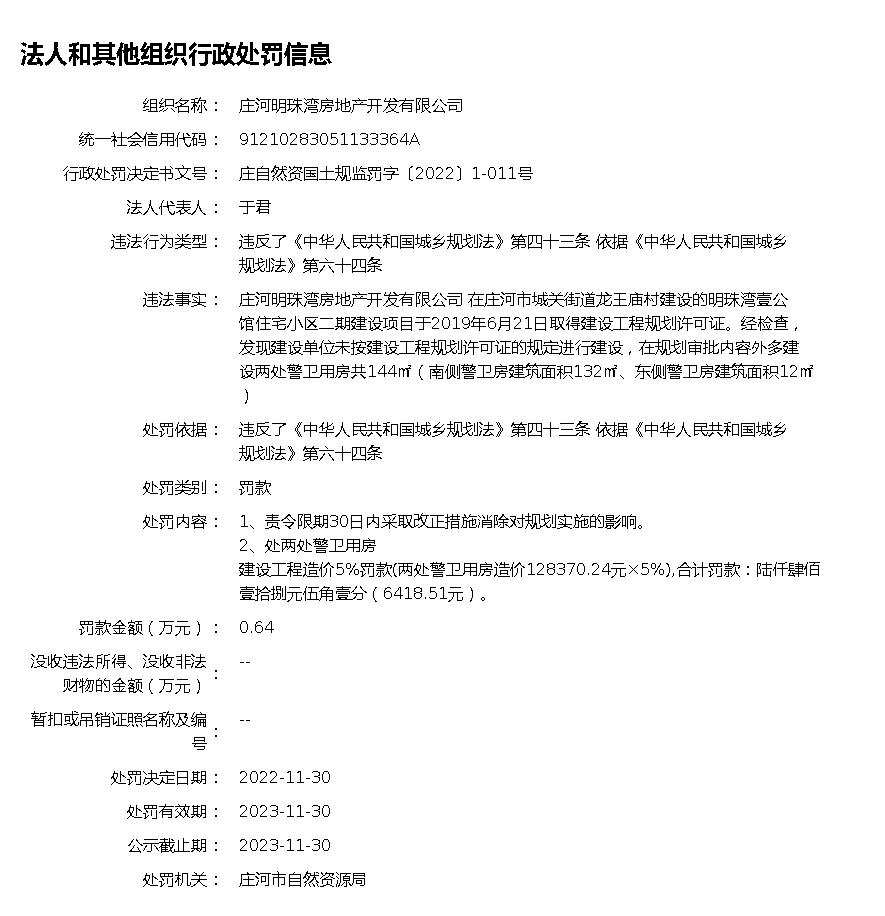 法人和其他组织行政处罚信息
组织名称： 庄河明珠湾房地产开发有限公司
统一社会信用代码： 91210283051133364A
行政处罚决定书文号： 庄自然资国土规监罚字〔2022〕1-011号
法人代表人： 于君
违法行为类型： 违反了《中华人民共和国城乡规划法》第四十三条 依据《中华人民共和国城乡
规划法》第六十四条
违法事实： 庄河明珠湾房地产开发有限公司 在庄河市城关街道龙王庙村建设的明珠湾壹公
馆住宅小区二期建设项目于2019年6月21日取得建设工程规划许可证。经检查，
发现建设单位未按建设工程规划许可证的规定进行建设，在规划审批内容外多建
设两处警卫用房共144㎡（南侧警卫房建筑面积132㎡、东侧警卫房建筑面积12㎡
）
处罚依据： 违反了《中华人民共和国城乡规划法》第四十三条 依据《中华人民共和国城乡
规划法》第六十四条
处罚类别： 罚款
处罚内容： 1、责令限期30日内采取改正措施消除对规划实施的影响。
2、处两处警卫用房
建设工程造价5%罚款(两处警卫用房造价128370.24元×5%),合计罚款：陆仟肆佰
壹拾捌元伍角壹分（6418.51元）。
罚款金额（万元）： 0.64
没收违法所得、没收非法
财物的金额（万元）： --
暂扣或吊销证照名称及编
号： --
处罚决定日期： 2022-11-30
处罚有效期： 2023-11-30
公示截止期： 2023-11-30
处罚机关： 庄河市自然资源局